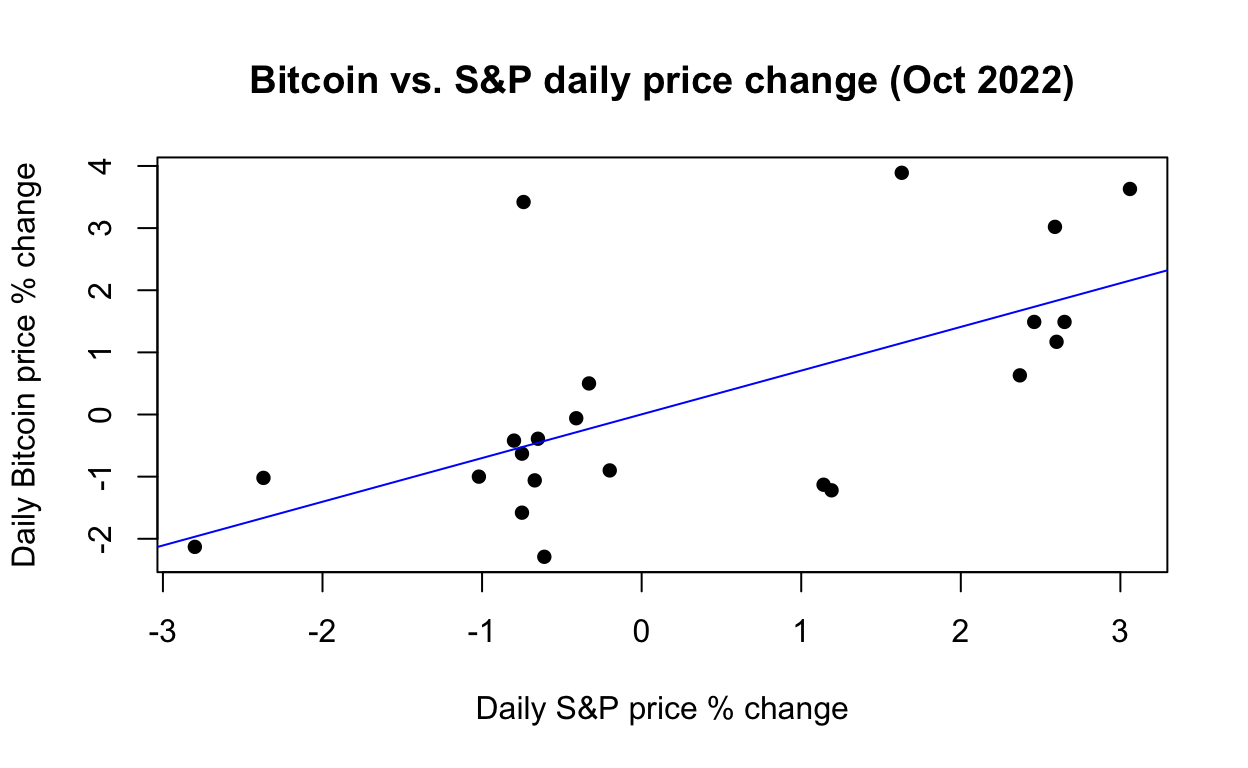 Bitcoin vs. S&P daily price change (Oct 2022)
Daily Bitcoin price % change
4
3
2
1
0
-1
-2
-3 -2 -1 0 1 2 3
Daily S&P price % change